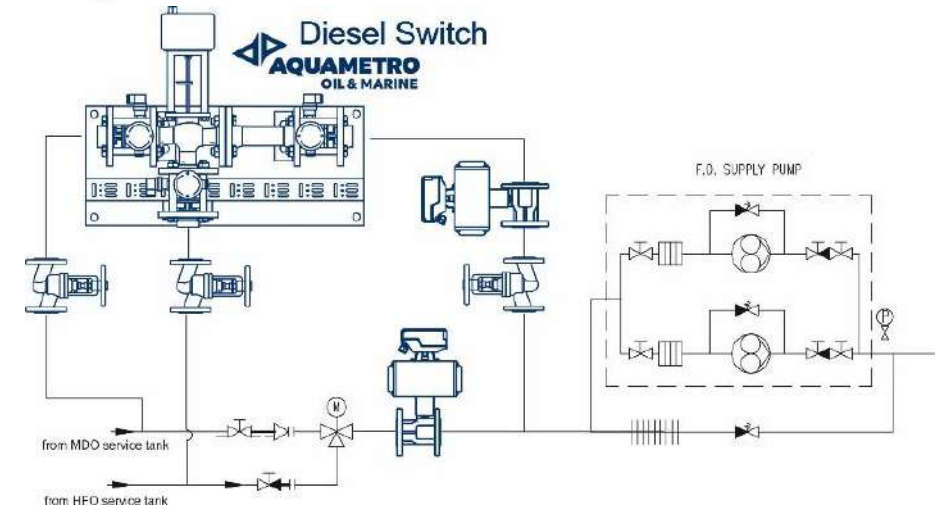 Diesel Switch
AQUAMETRO
OIL & MARINE
F.O. SUPPLY PUMP
P
M
from MDO service tank
from HFO service tank